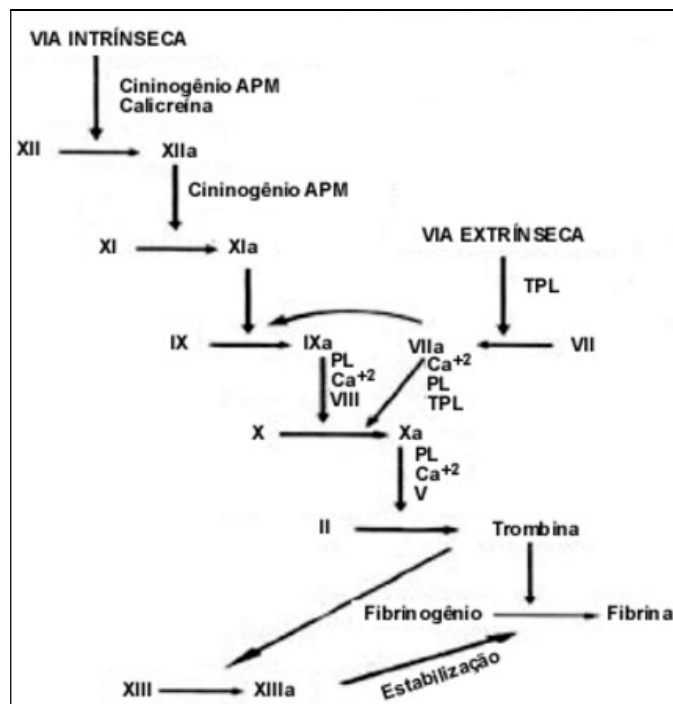 VIA INTRÍNSECA
Cininogênio APM
Calicreína
XII
XIIa
Cininogênio APM
XI
XIa
VIA EXTRÍNSECA
TPL
IX
IXa
VIIa
VII
PL
Ca+2
VIII
Ca+2
PL
TPL
X
Xa
PL
Ca+2
V
II
Trombina
Fibrinogênio
Fibrina
XIII
XIIIa
Estabilização